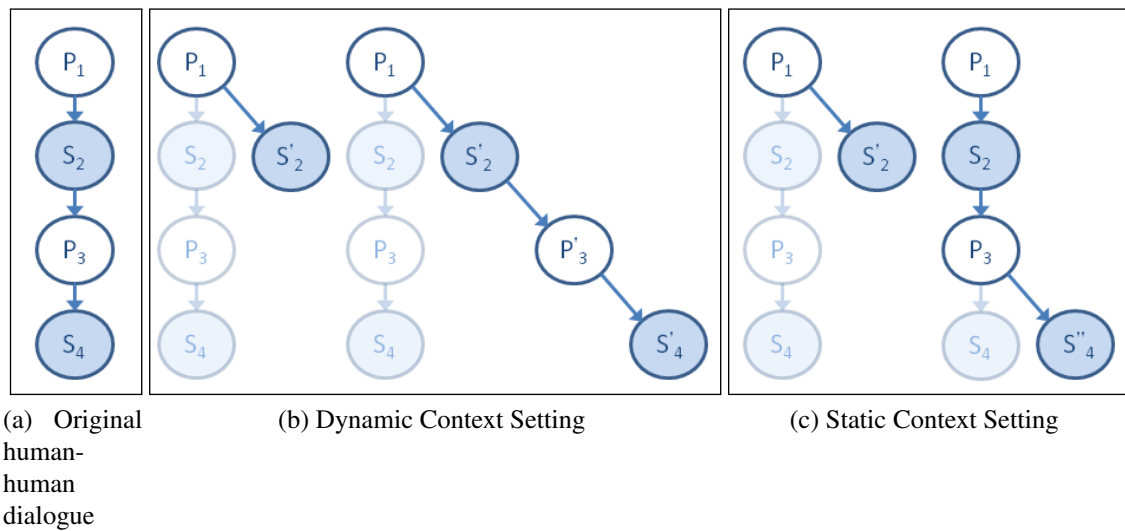 P1
S2
P3
S4
(a) Original
human-
human
dialogue
P1
S2
S'2
P3
S4
P1
S2
S'2
P3
P'3
S4
S'4
(b) Dynamic Context Setting
P1
S2
S'2
P3
S4
P1
S2
P3
S4
S''4
(c) Static Context Setting